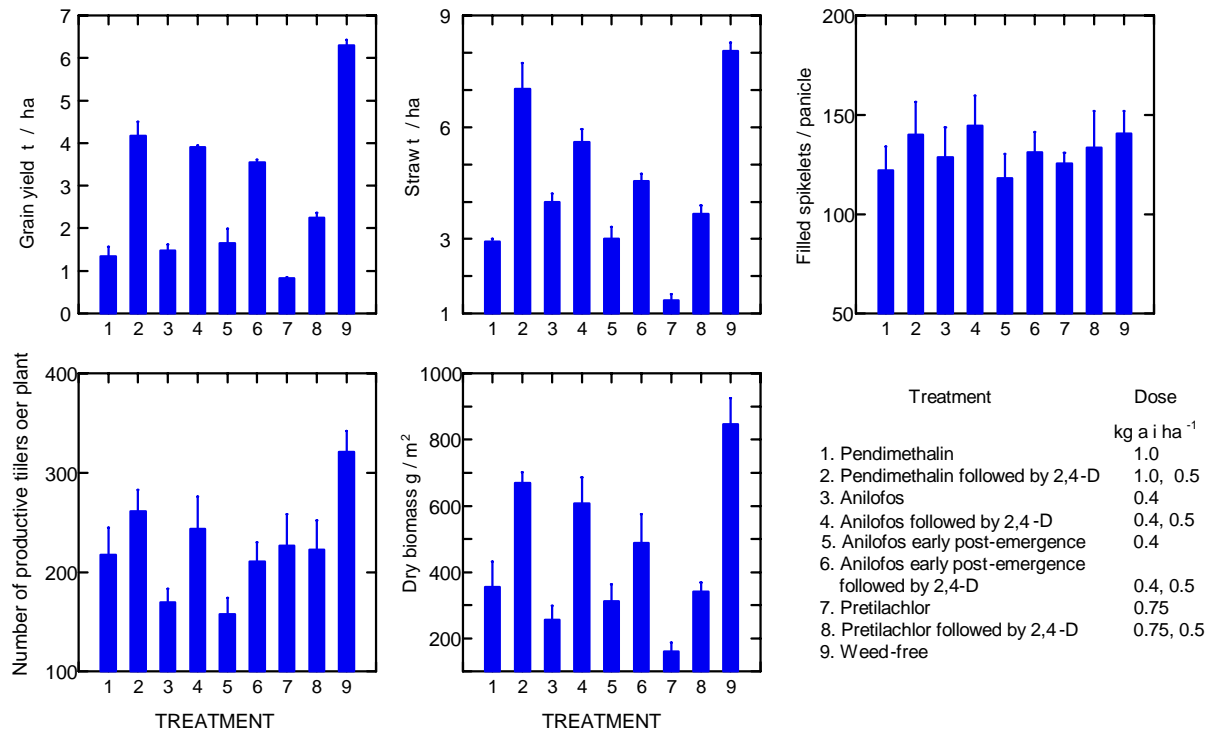 Grain yield t / ha
7
6
5
4
3
2
1
0
1 2 3 4 5 6 7 8 9
Straw t / ha
9
6
3
1
1 2 3 4 5 6 7 8 9
Filled spikelets / panicle
200
150
100
50
1 2 3 4 5 6 7 8 9
Number of productive tiilers oer plant
400
300
200
100
1 2 3 4 5 6 7 8 9
TREATMENT
Dry biomass g / m²
1000
800
600
400
200
1 2 3 4 5 6 7 8 9
TREATMENT
Treatment Dose
kg a i ha⁻¹
1. Pendimethalin 1.0
2. Pendimethalin followed by 2,4-D 1.0, 0.5
3. Anilofos 0.4
4. Anilofos followed by 2,4-D 0.4, 0.5
5. Anilofos early post-emergence 0.4
6. Anilofos early post-emergence
followed by 2,4-D 0.4, 0.5
7. Pretilachlor 0.75
8. Pretilachlor followed by 2,4-D 0.75, 0.5
9. Weed-free